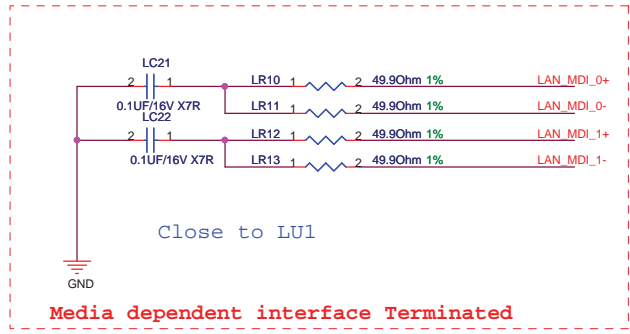 LC21
2 1 LR10 1 2 49.9Ohm 1% LAN_MDI_0+
0.1UF/16V X7R LR11 1 2 49.9Ohm 1% LAN_MDI_0-
LC22
2 1 LR12 1 2 49.9Ohm 1% LAN_MDI_1+
0.1UF/16V X7R LR13 1 2 49.9Ohm 1% LAN_MDI_1-
Close to LU1
GND
Media dependent interface Terminated